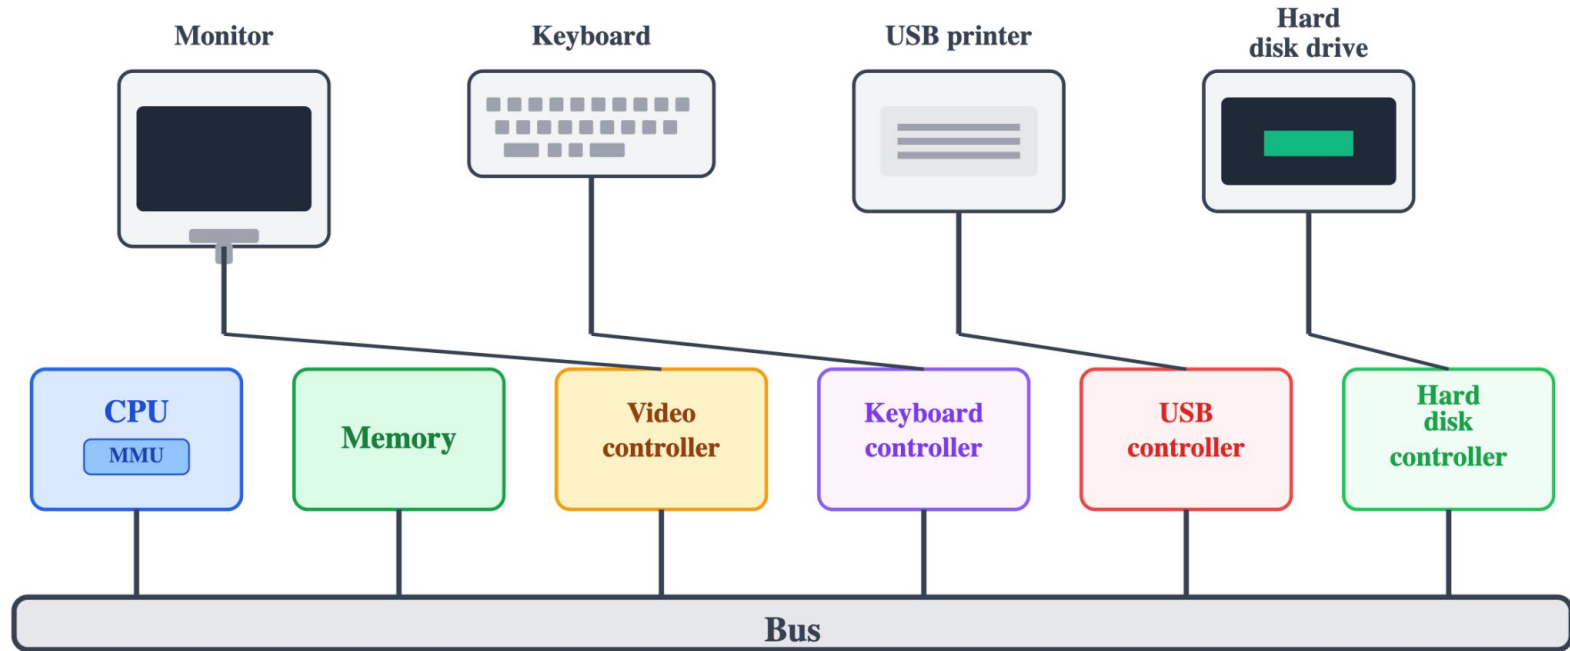 Monitor
Keyboard
USB printer
Hard
disk drive
CPU
MMU
Memory
Video
controller
Keyboard
controller
USB
controller
Hard
disk
controller
Bus